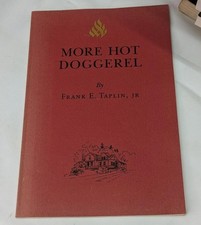 MORE HOT
DOGGEREL
By
FRANK E. TAPLIN, JR